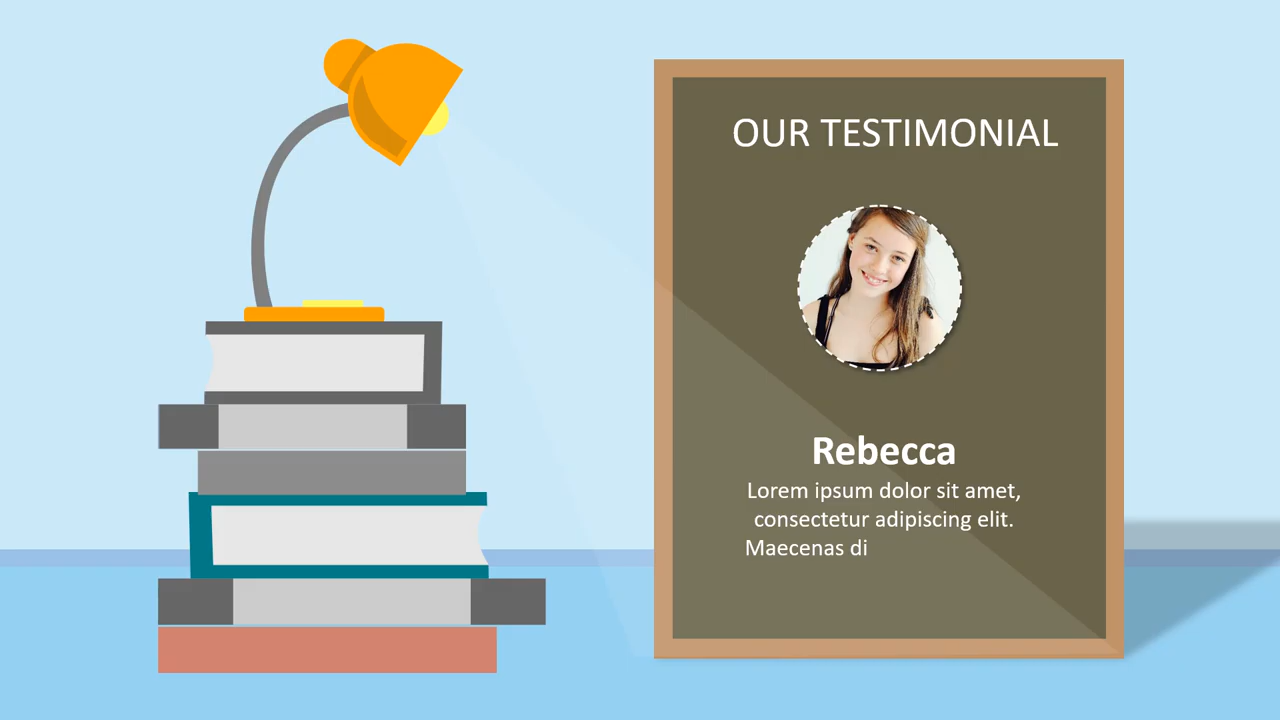 OUR TESTIMONIAL
Rebecca
Lorem ipsum dolor sit amet,
consectetur adipiscing elit.
Maecenas di